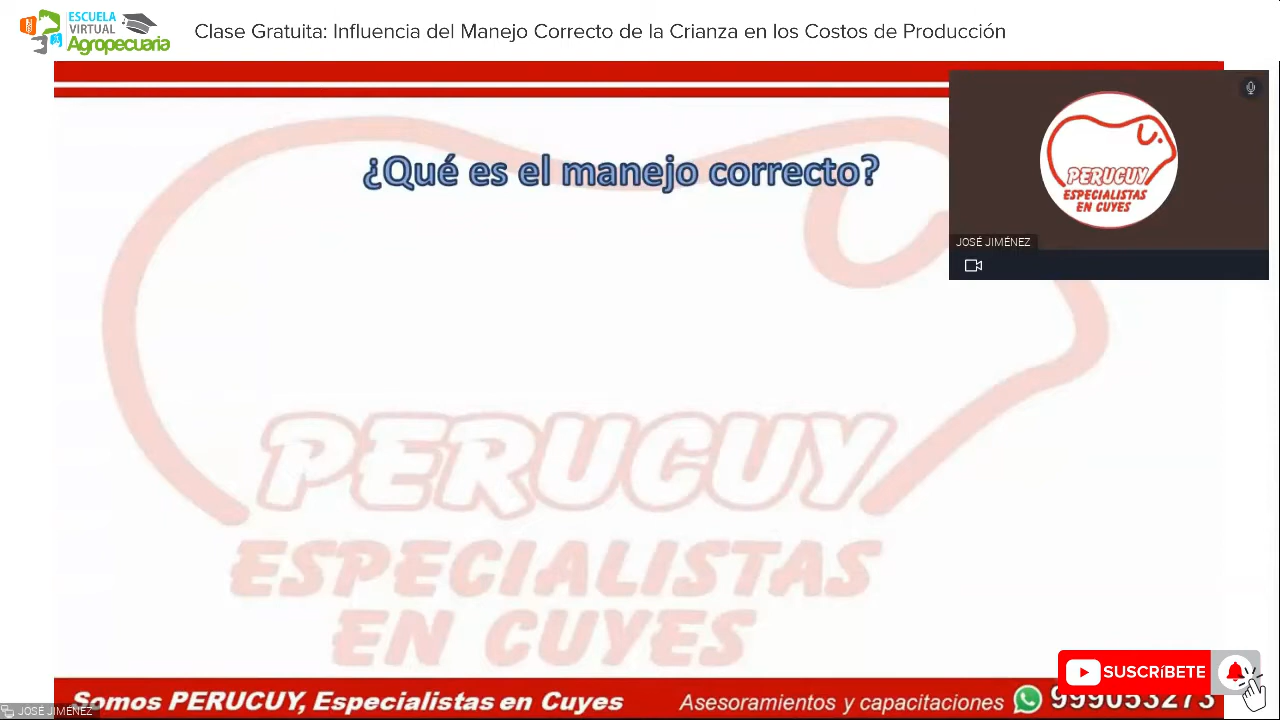 ESCUELA
VIRTUAL
Agropecuaria
Clase Gratuita: Influencia del Manejo Correcto de la Crianza en los Costos de Producción
¿Qué es el manejo correcto?
PERUCUY
ESPECIALISTAS
EN CUYES
JOSÉ JIMÉNEZ
PERUCUY
ESPECIALISTAS
EN CUYES
SUSCRíBETE
Somos PERUCUY, Especialistas en Cuyes
Asesoramientos y capacitaciones
999053273
JOSÉ JIMÉNEZ